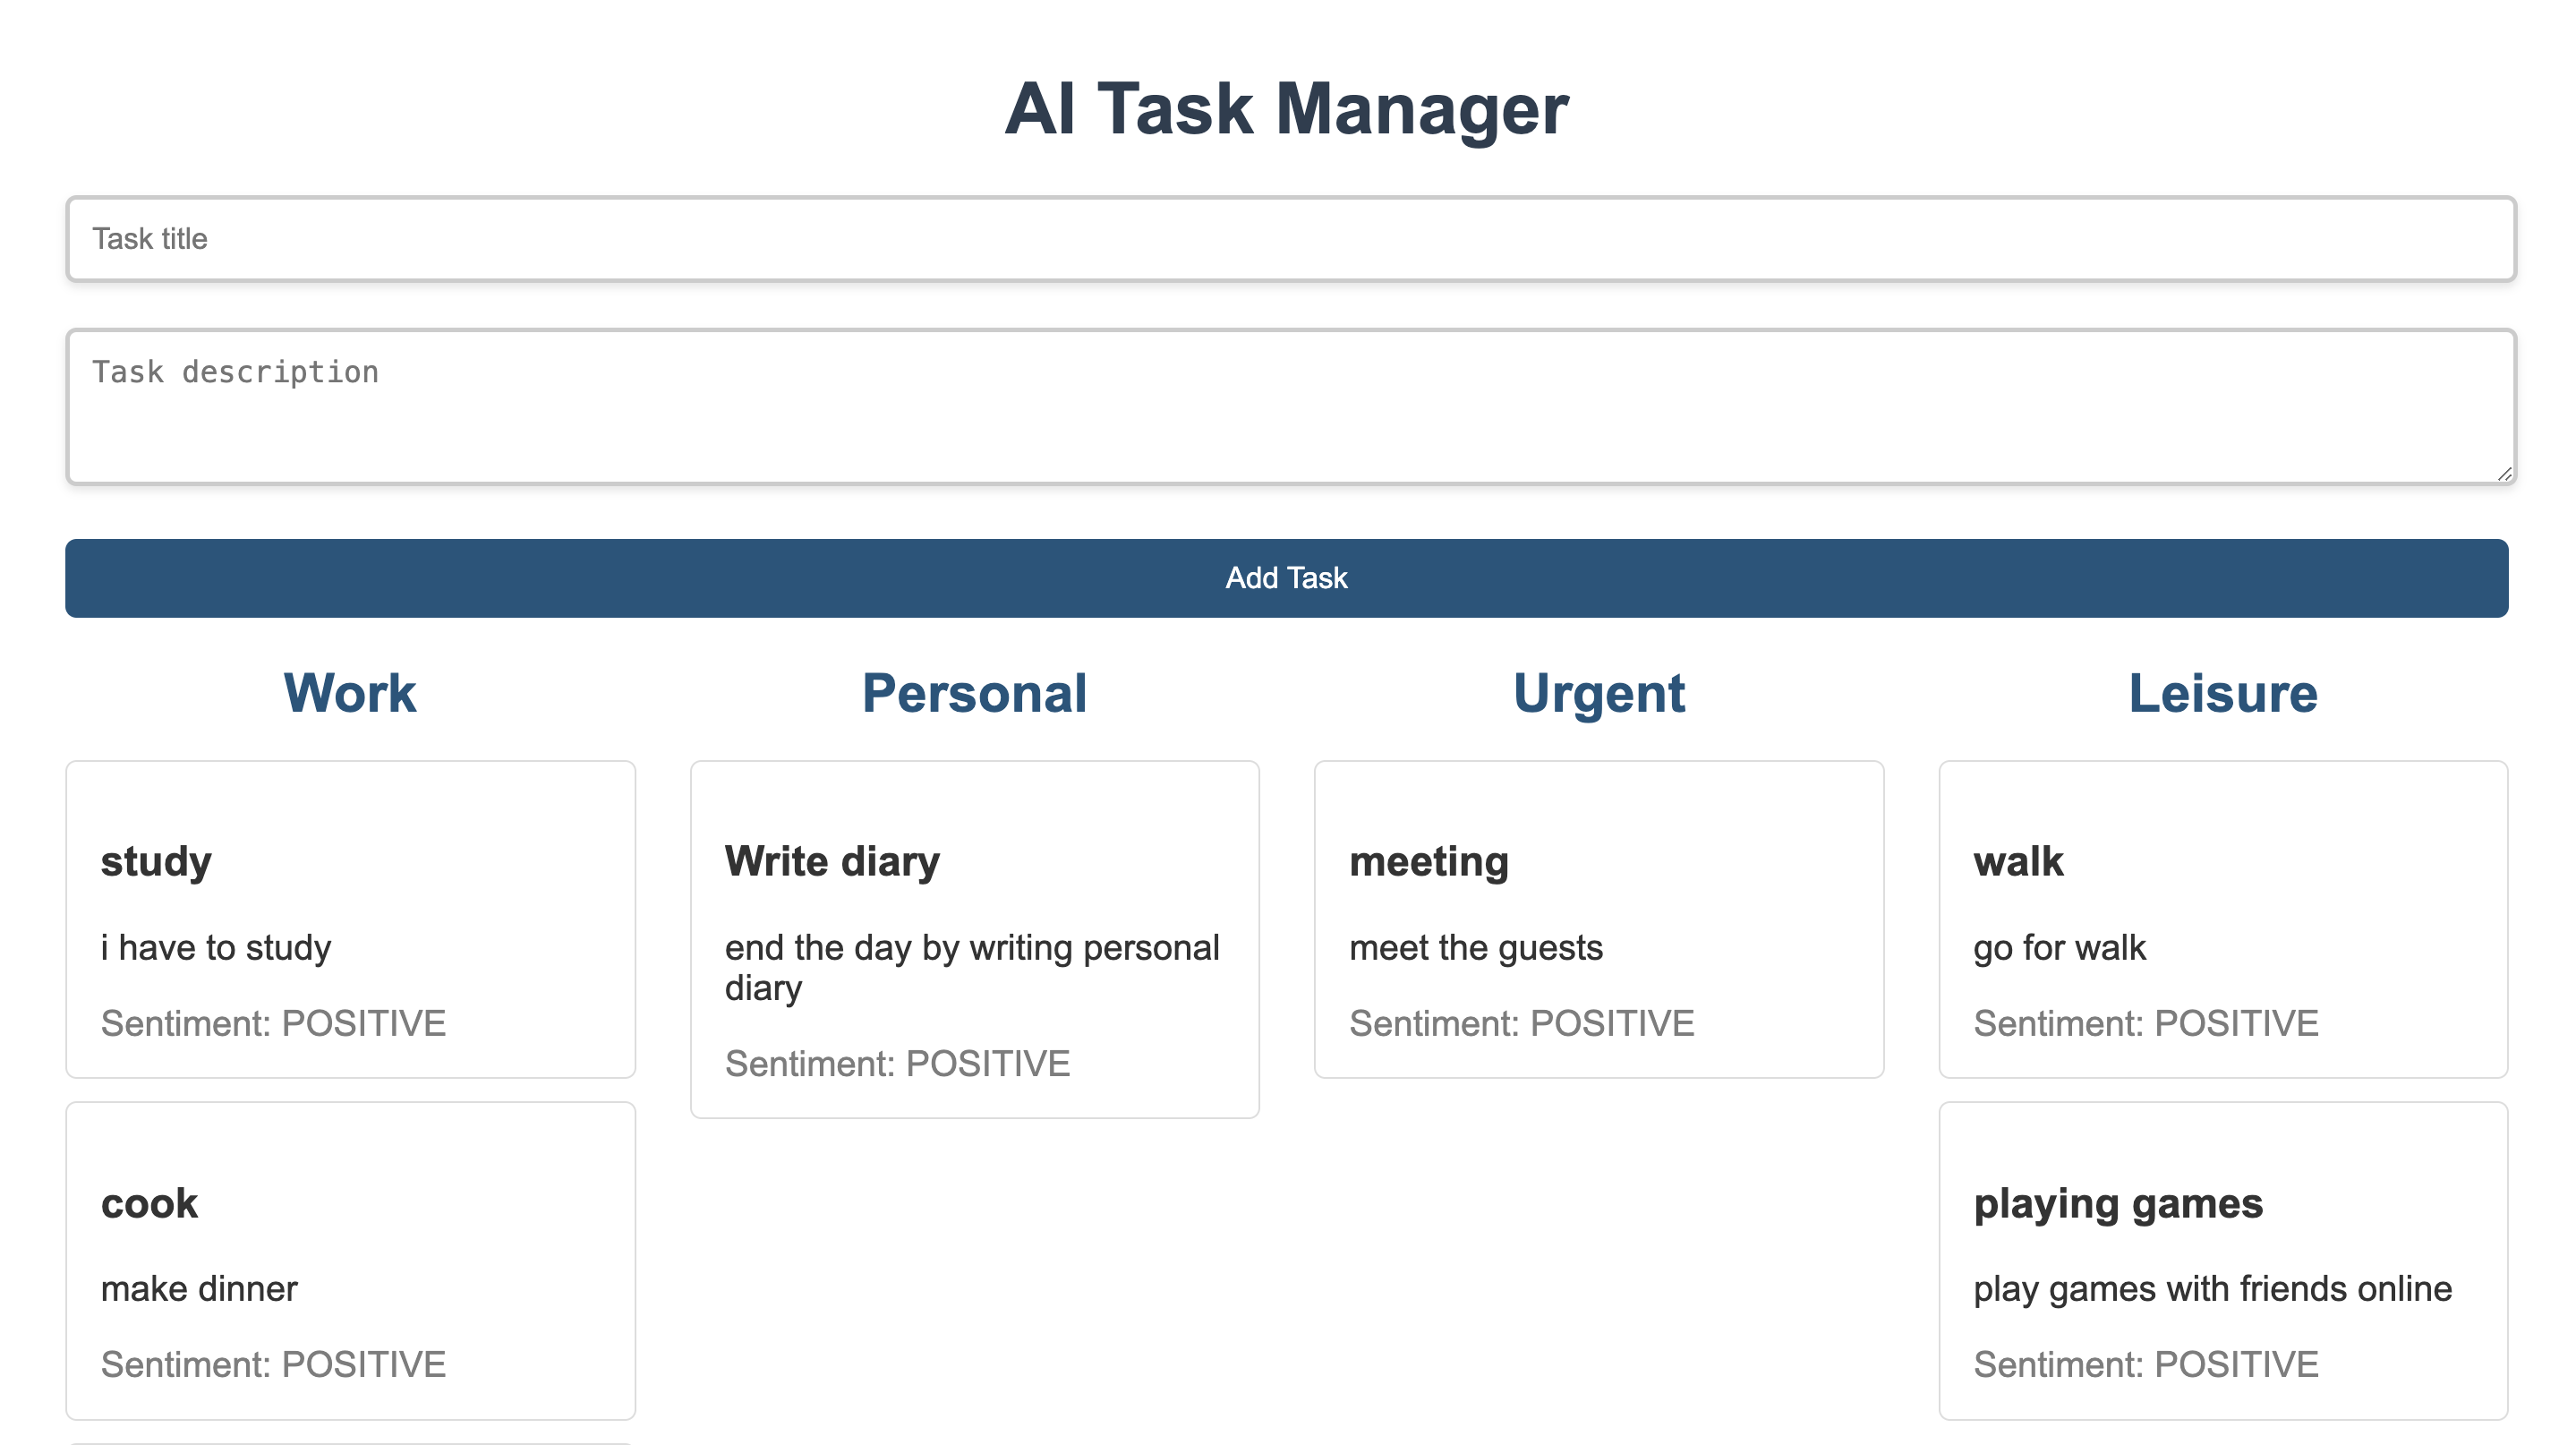 AI Task Manager
Task title
Task description
Add Task
Work
Personal
Urgent
Leisure
study
i have to study
Sentiment: POSITIVE
cook
make dinner
Sentiment: POSITIVE
Write diary
end the day by writing personal
diary
Sentiment: POSITIVE
meeting
meet the guests
Sentiment: POSITIVE
walk
go for walk
Sentiment: POSITIVE
playing games
play games with friends online
Sentiment: POSITIVE